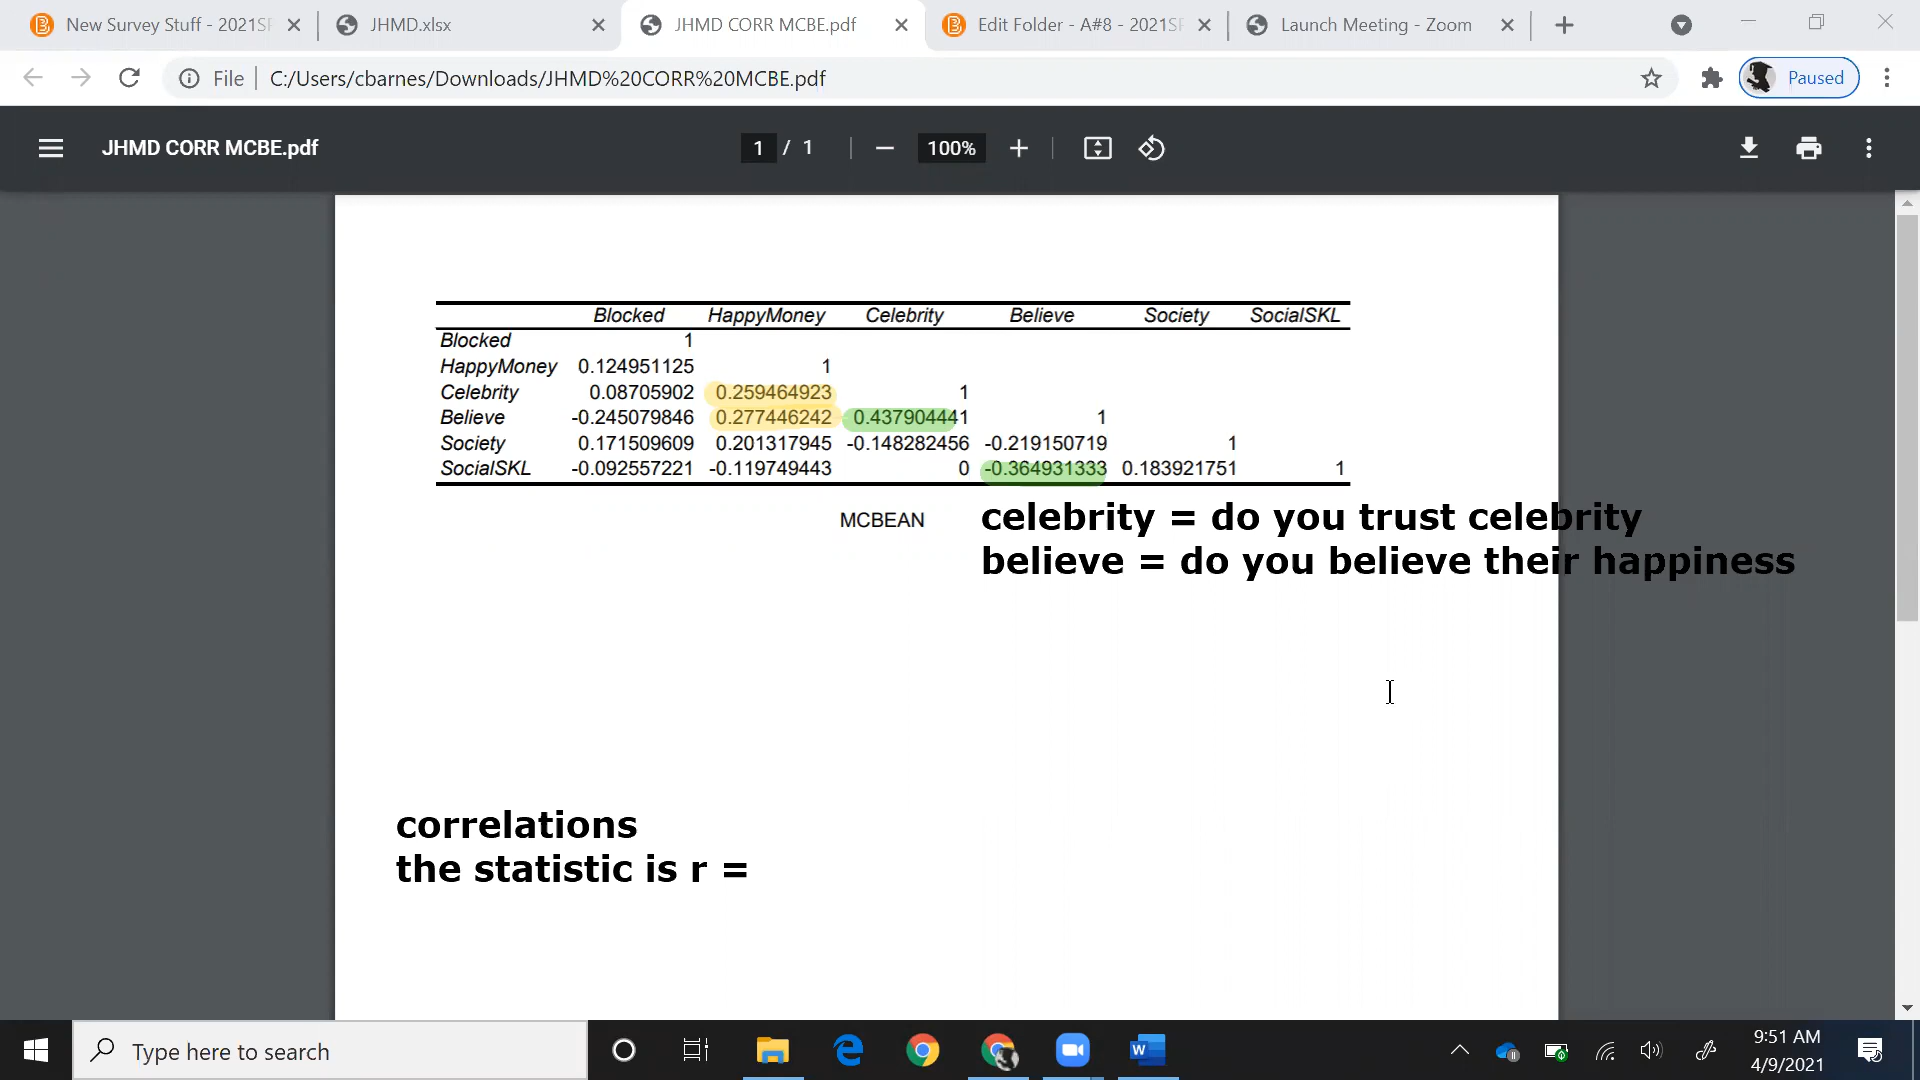 New Survey Stuff - 2021SP
JHMD.xlsx
JHMD CORR MCBE.pdf
Edit Folder - A#8 - 2021SP
Launch Meeting - Zoom
File C:/Users/cbarnes/Downloads/JHMD%20CORR%20MCBE.pdf
Paused
JHMD CORR MCBE.pdf
1 / 1
100%
Blocked HappyMoney Celebrity Believe Society SocialSKL
Blocked 1
HappyMoney 0.124951125 1
Celebrity 0.08705902 0.259464923 1
Believe -0.245079846 0.277446242 0.437904441 1
Society 0.171509609 0.201317945 -0.148282456 -0.219150719 1
SocialSKL -0.092557221 -0.119749443 0 -0.364931333 0.183921751 1
MCBEAN
celebrity = do you trust celebrity
believe = do you believe their happiness
correlations
the statistic is r =
Type here to search
9:51 AM
4/9/2021